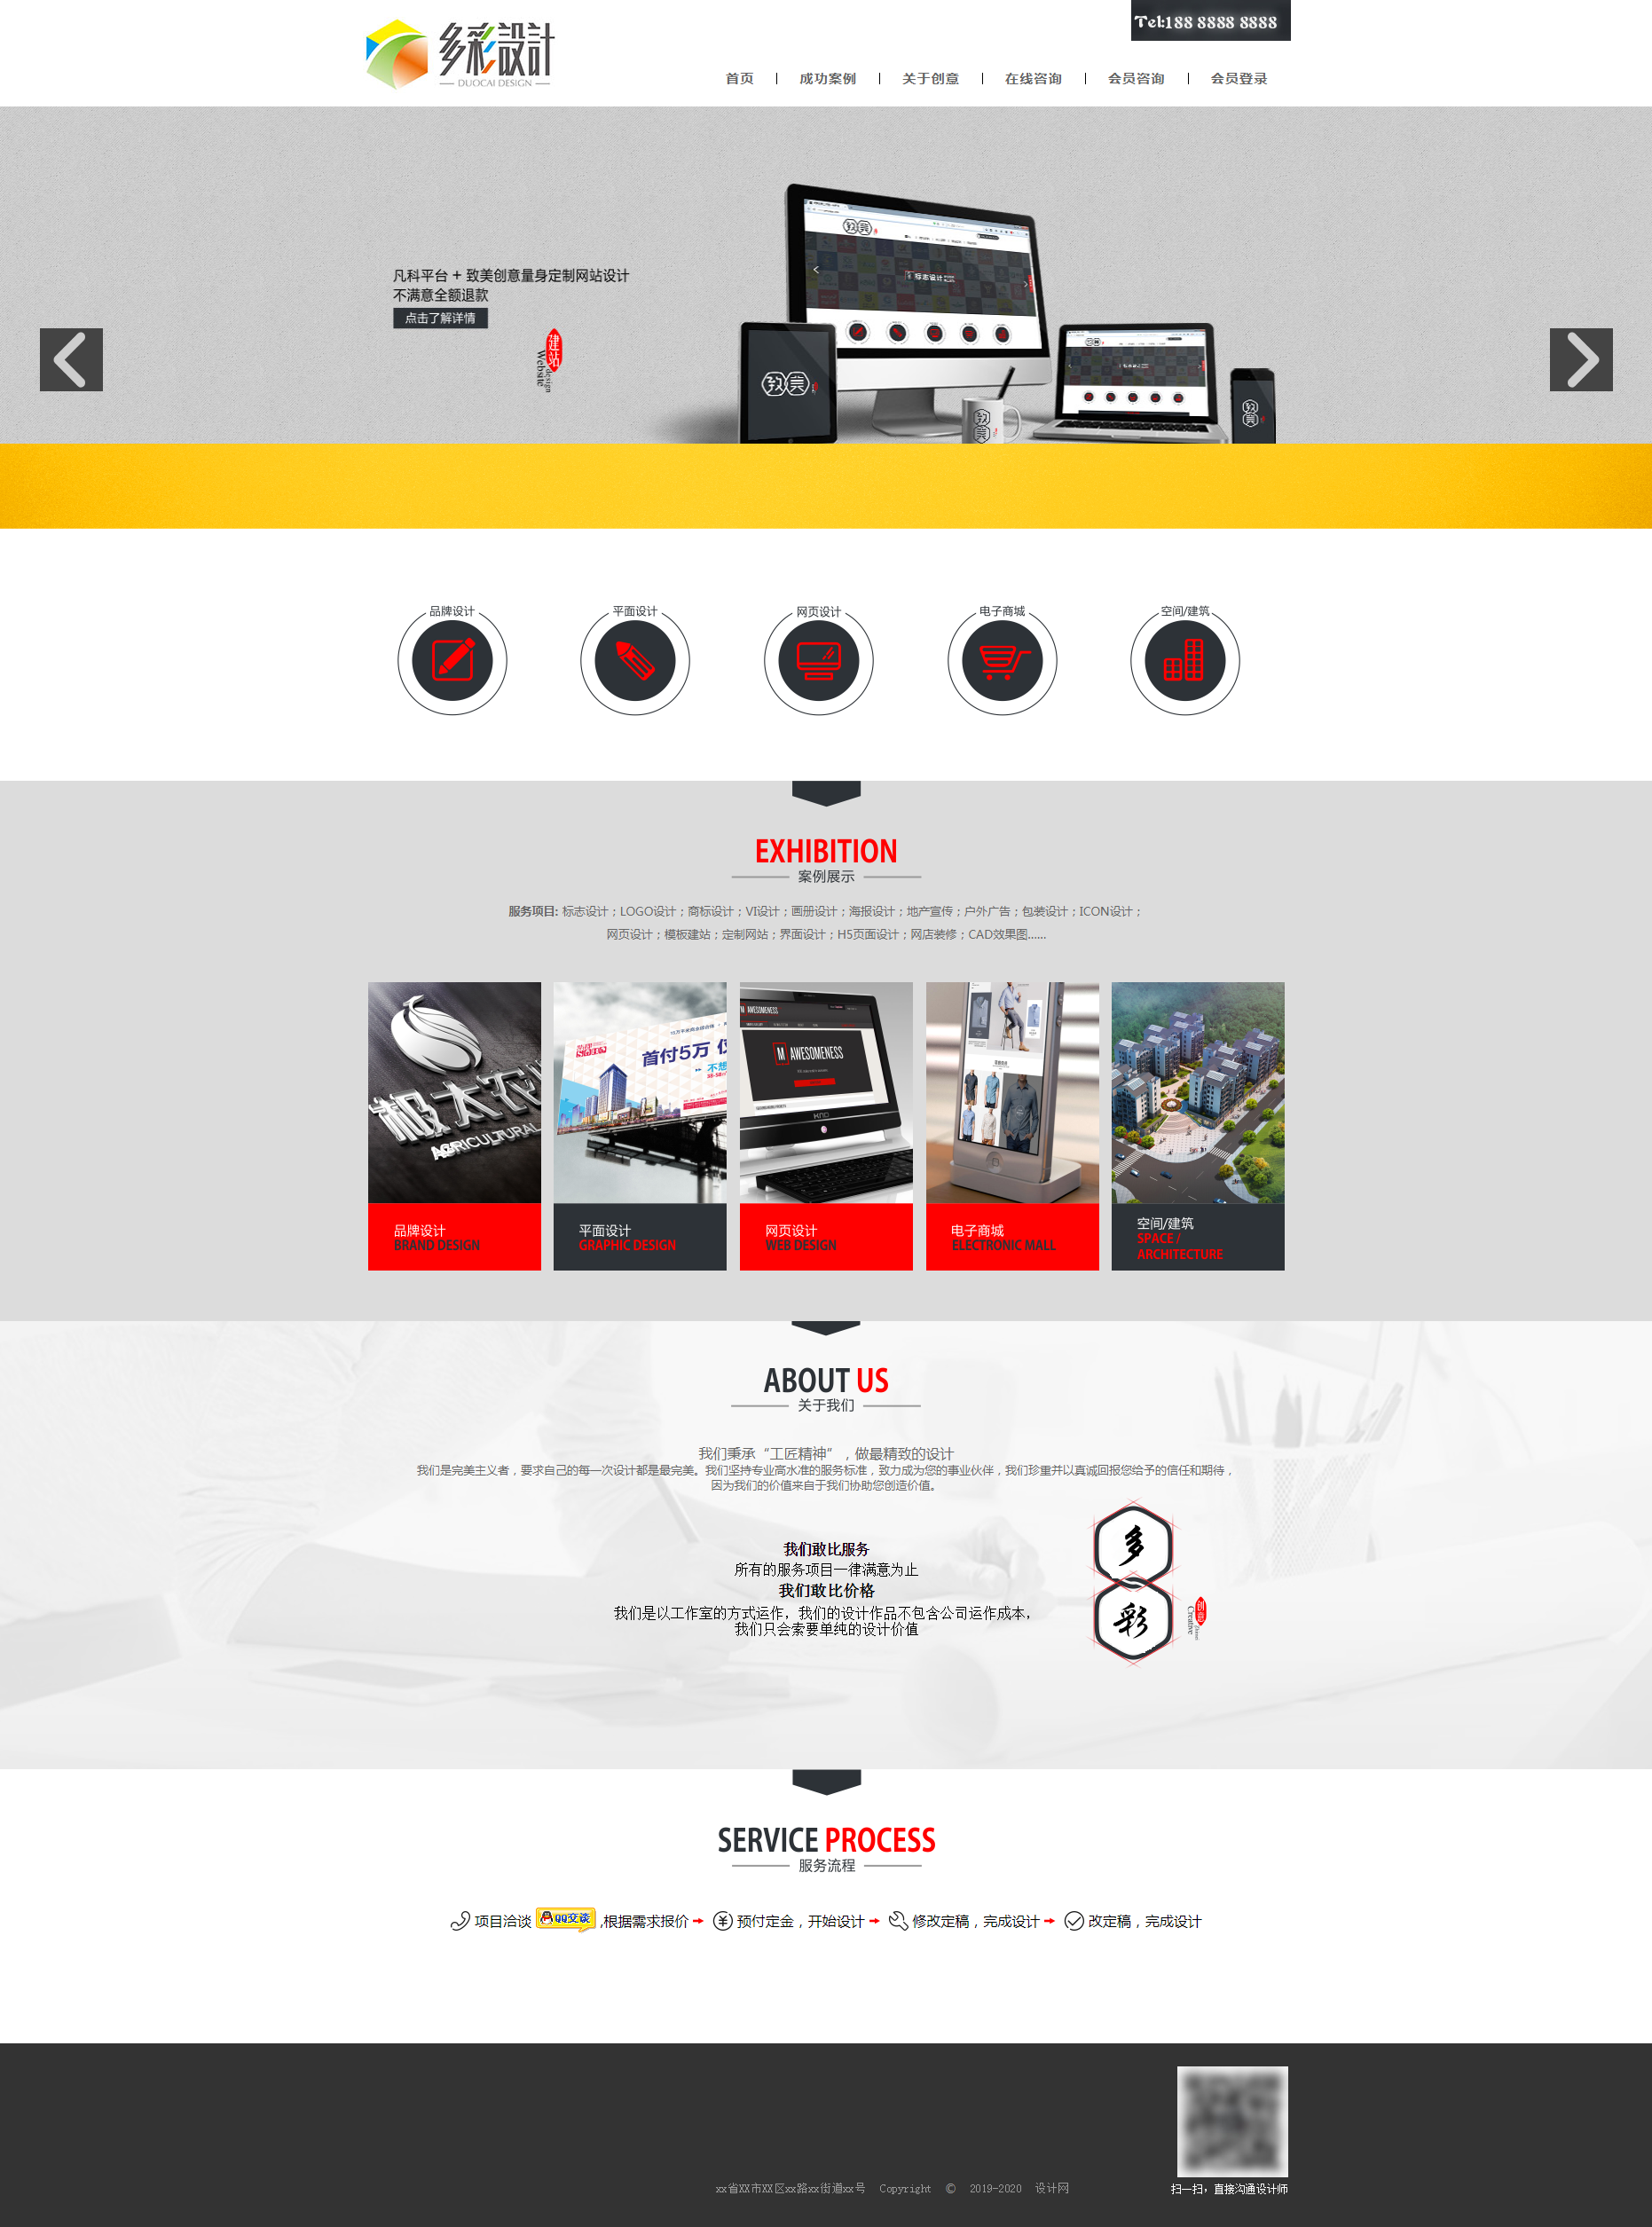 Tel:188 8888 8888
多彩設計
DUOCAI DESIGN
首页
成功案例
关于创意
在线咨询
会员咨询
会员登录
凡科平台 + 致美创意量身定制网站设计
不满意全额退款
点击了解详情
建站
Website
design
致美
标志设计
品牌设计
平面设计
网页设计
电子商城
空间/建筑
EXHIBITION
案例展示
服务项目: 标志设计；LOGO设计；商标设计；VI设计；画册设计；海报设计；地产宣传；户外广告；包装设计；ICON设计；
网页设计；模板建站；定制网站；界面设计；H5页面设计；网店装修；CAD效果图......
AGRICULTURAL
首付5万
不想
M AWESOMENESS
M AWESOMENESS
品牌设计
BRAND DESIGN
平面设计
GRAPHIC DESIGN
网页设计
WEB DESIGN
电子商城
ELECTRONIC MALL
空间/建筑
SPACE /
ARCHITECTURE
ABOUT US
关于我们
我们秉承“工匠精神”，做最精致的设计
我们是完美主义者，要求自己的每一次设计都是最完美。我们坚持专业高水准的服务标准，致力成为您的事业伙伴，我们珍重并以真诚回报您给予的信任和期待，
因为我们的价值来自于我们协助您创造价值。
我们敢比服务
所有的服务项目一律满意为止
我们敢比价格
我们是以工作室的方式运作，我们的设计作品不包含公司运作成本，
我们只会索要单纯的设计价值
多
彩
创意
Creative
SERVICE PROCESS
服务流程
项目洽谈 QQ交谈 ,根据需求报价 预付定金，开始设计 修改定稿，完成设计 改定稿，完成设计
xx省XX市XX区xx路xx街道xx号 Copyright © 2019-2020 设计网
扫一扫，直接沟通设计师